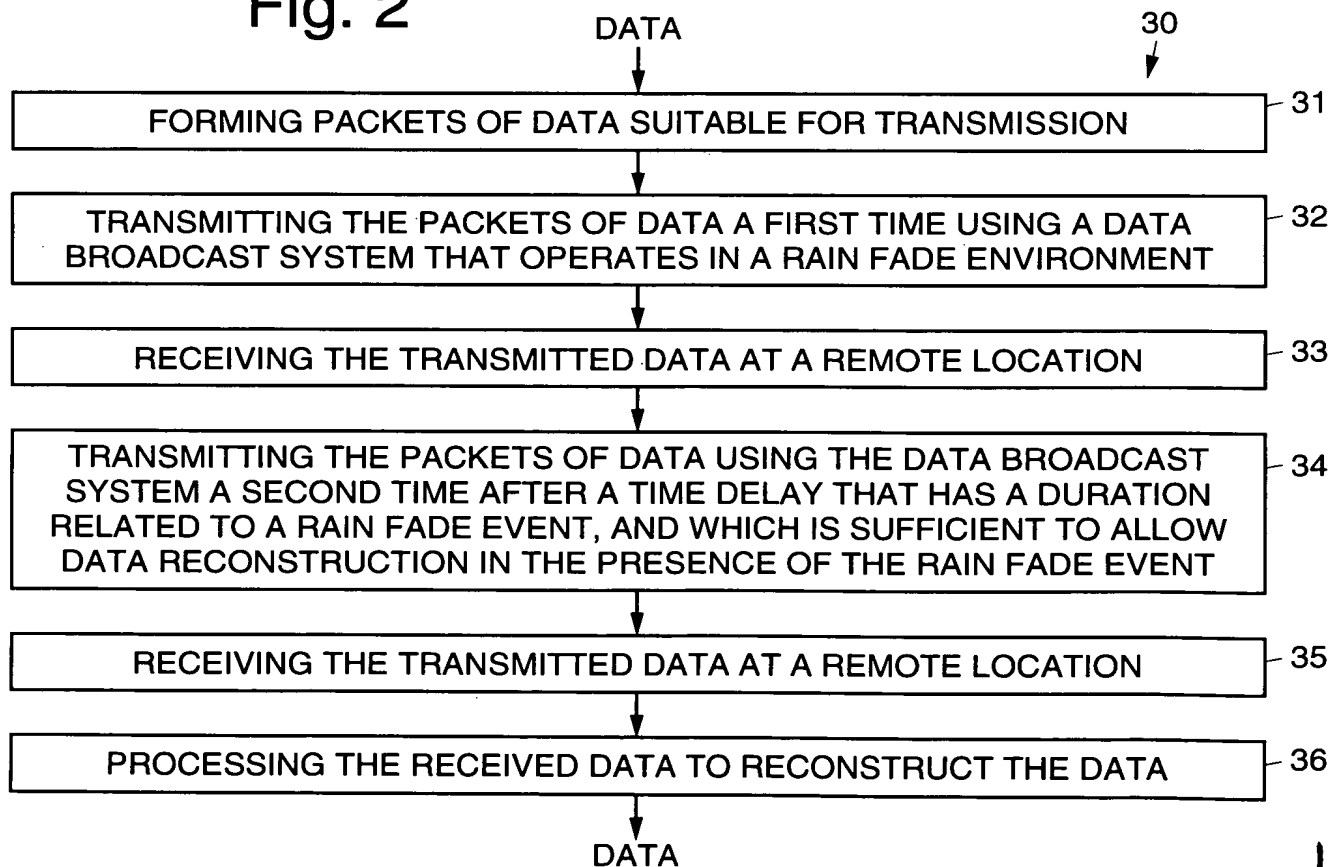 Fig. 2
DATA
30
FORMING PACKETS OF DATA SUITABLE FOR TRANSMISSION
31
TRANSMITTING THE PACKETS OF DATA A FIRST TIME USING A DATA
BROADCAST SYSTEM THAT OPERATES IN A RAIN FADE ENVIRONMENT
32
RECEIVING THE TRANSMITTED DATA AT A REMOTE LOCATION
33
TRANSMITTING THE PACKETS OF DATA USING THE DATA BROADCAST
SYSTEM A SECOND TIME AFTER A TIME DELAY THAT HAS A DURATION
RELATED TO A RAIN FADE EVENT, AND WHICH IS SUFFICIENT TO ALLOW
DATA RECONSTRUCTION IN THE PRESENCE OF THE RAIN FADE EVENT
34
RECEIVING THE TRANSMITTED DATA AT A REMOTE LOCATION
35
PROCESSING THE RECEIVED DATA TO RECONSTRUCT THE DATA
36
DATA